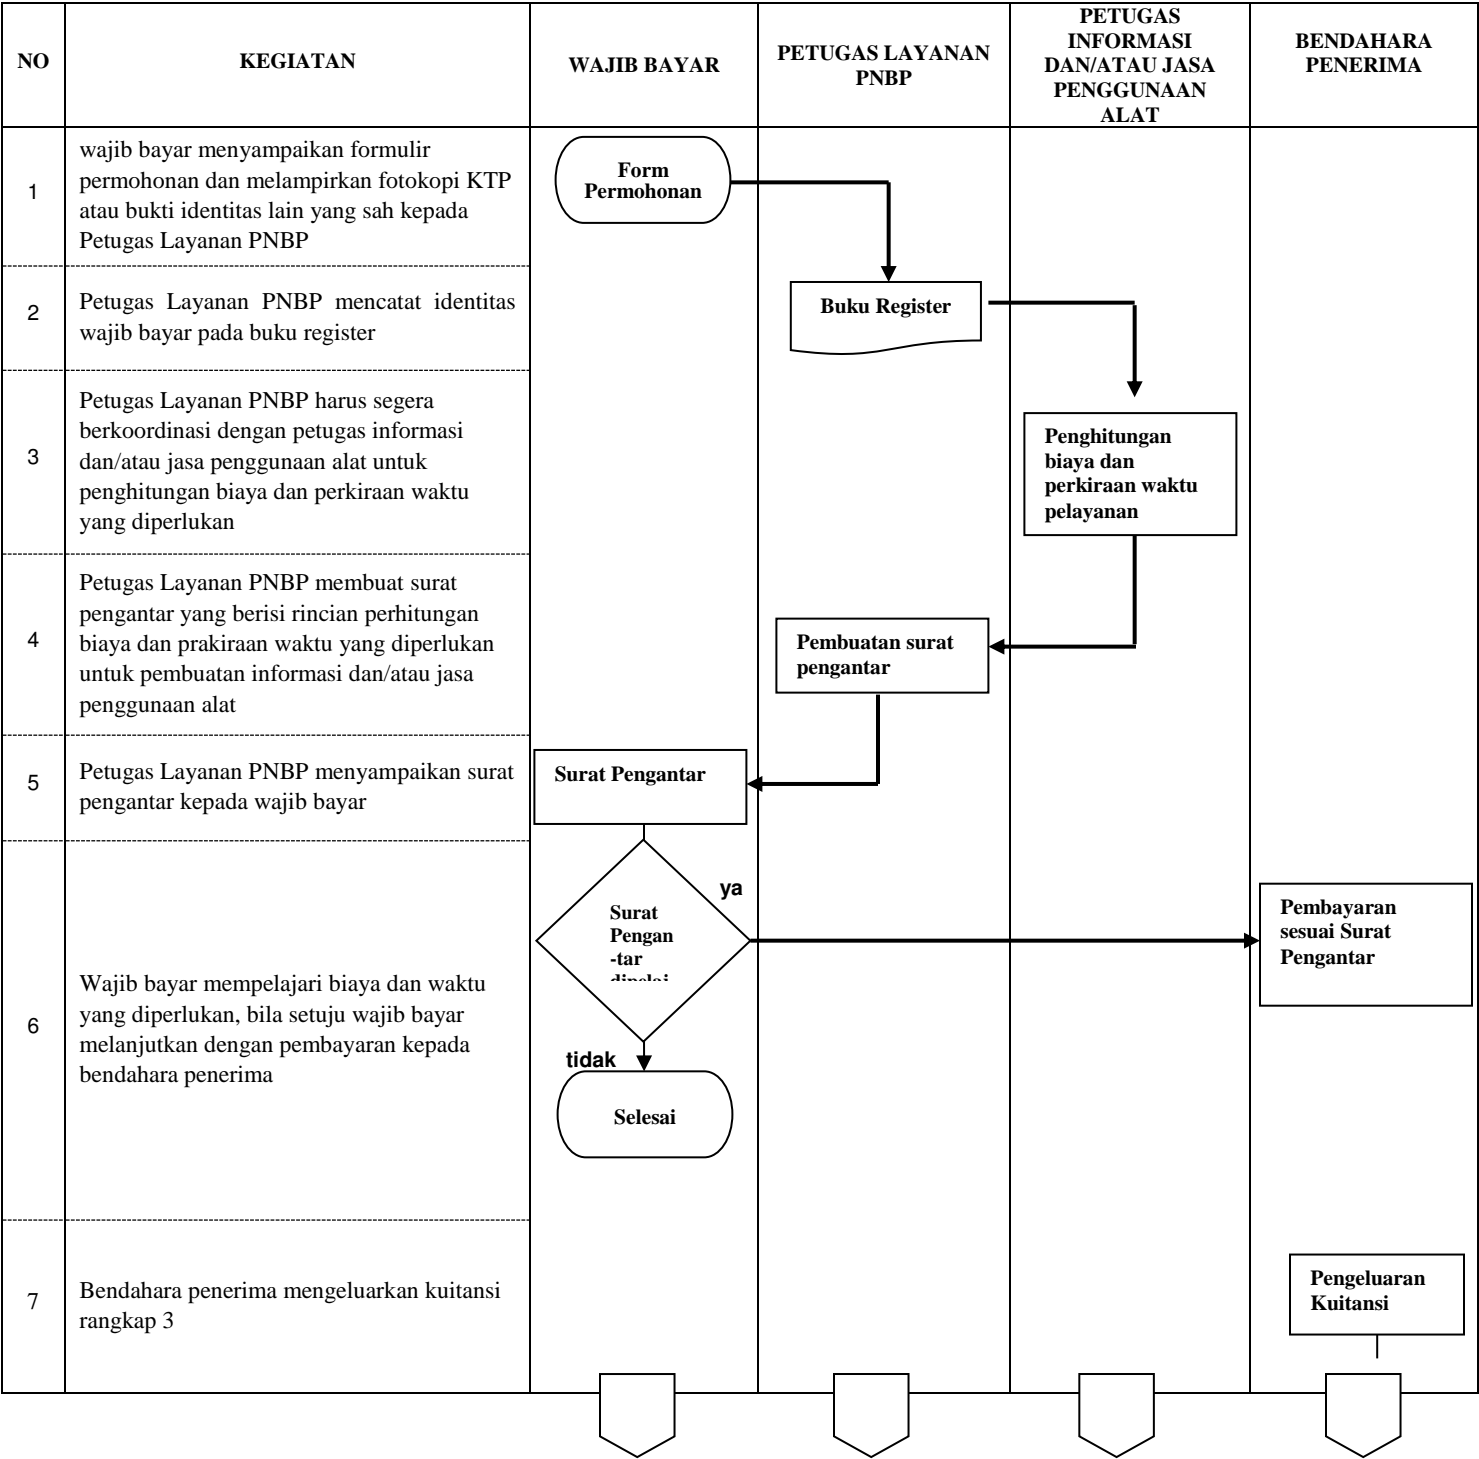 NO
KEGIATAN
WAJIB BAYAR
PETUGAS LAYANAN
PNBP
PETUGAS
INFORMASI
DAN/ATAU JASA
PENGGUNAAN
ALAT
BENDAHARA
PENERIMA
1
wajib bayar menyampaikan formulir
permohonan dan melampirkan fotokopi KTP
atau bukti identitas lain yang sah kepada
Petugas Layanan PNBP
Form
Permohonan
2
Petugas Layanan PNBP mencatat identitas
wajib bayar pada buku register
Buku Register
3
Petugas Layanan PNBP harus segera
berkoordinasi dengan petugas informasi
dan/atau jasa penggunaan alat untuk
penghitungan biaya dan perkiraan waktu
yang diperlukan
Penghitungan
biaya dan
perkiraan waktu
pelayanan
4
Petugas Layanan PNBP membuat surat
pengantar yang berisi rincian perhitungan
biaya dan prakiraan waktu yang diperlukan
untuk pembuatan informasi dan/atau jasa
penggunaan alat
Pembuatan surat
pengantar
5
Petugas Layanan PNBP menyampaikan surat
pengantar kepada wajib bayar
Surat Pengantar
6
Wajib bayar mempelajari biaya dan waktu
yang diperlukan, bila setuju wajib bayar
melanjutkan dengan pembayaran kepada
bendahara penerima
Surat
Pengan
-tar
ya
Pembayaran
sesuai Surat
Pengantar
tidak
Selesai
7
Bendahara penerima mengeluarkan kuitansi
rangkap 3
Pengeluaran
Kuitansi